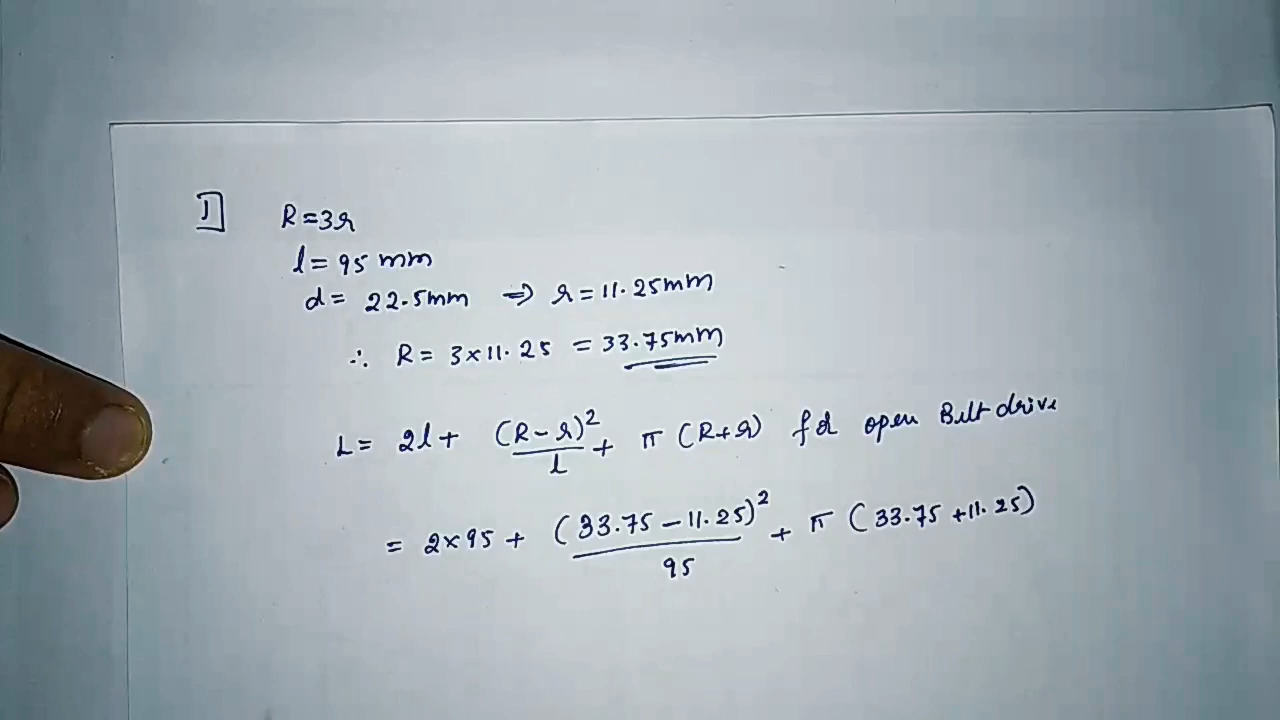 1] R=3r
l= 95 mm
d= 22.5mm ⇒ r=11.25mm
∴ R= 3×11.25 = 33.75mm
L= 2l+ (R-r)²/l + π (R+r) for open Belt drive
= 2×95 + (33.75-11.25)²/95 + π (33.75+11.25)